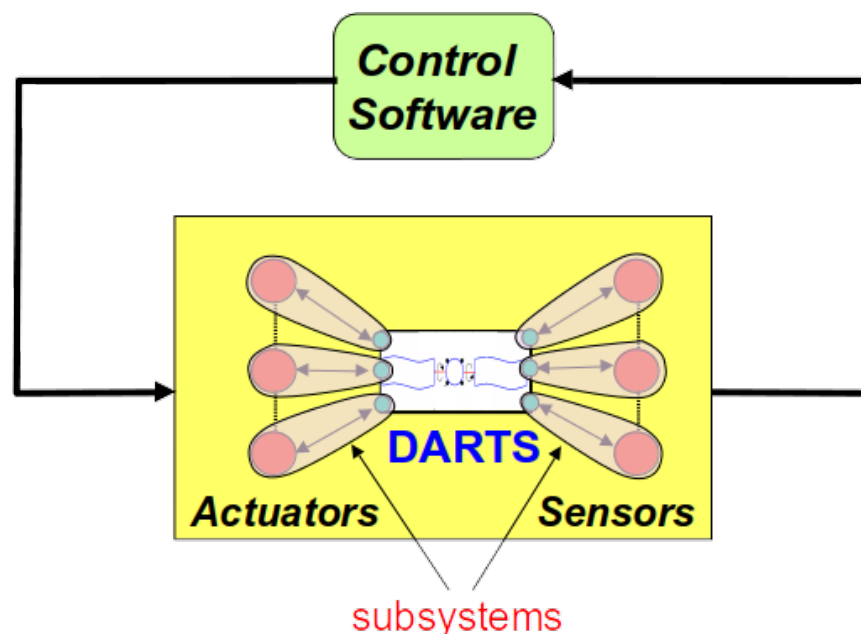 Control
Software
DARTS
Actuators
Sensors
subsystems